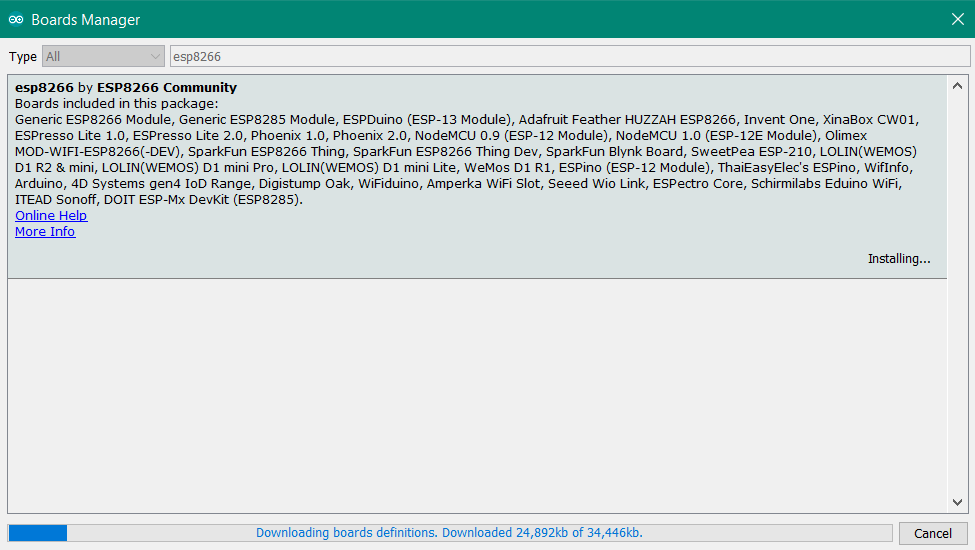 Boards Manager
Type All esp8266
esp8266 by ESP8266 Community
Boards included in this package:
Generic ESP8266 Module, Generic ESP8285 Module, ESPDuino (ESP-13 Module), Adafruit Feather HUZZAH ESP8266, Invent One, XinaBox CW01,
ESPresso Lite 1.0, ESPresso Lite 2.0, Phoenix 1.0, Phoenix 2.0, NodeMCU 0.9 (ESP-12 Module), NodeMCU 1.0 (ESP-12E Module), Olimex
MOD-WIFI-ESP8266(-DEV), SparkFun ESP8266 Thing, SparkFun ESP8266 Thing Dev, SparkFun Blynk Board, SweetPea ESP-210, LOLIN(WEMOS)
D1 R2 & mini, LOLIN(WEMOS) D1 mini Pro, LOLIN(WEMOS) D1 mini Lite, WeMos D1 R1, ESPino (ESP-12 Module), ThaiEasyElec's ESPino, WifInfo,
Arduino, 4D Systems gen4 IoD Range, Digistump Oak, WiFiduino, Amperka WiFi Slot, Seeed Wio Link, ESPectro Core, Schirmilabs Eduino WiFi,
ITEAD Sonoff, DOIT ESP-Mx DevKit (ESP8285).
Online Help
More Info
Installing...
Downloading boards definitions. Downloaded 24,892kb of 34,446kb.
Cancel